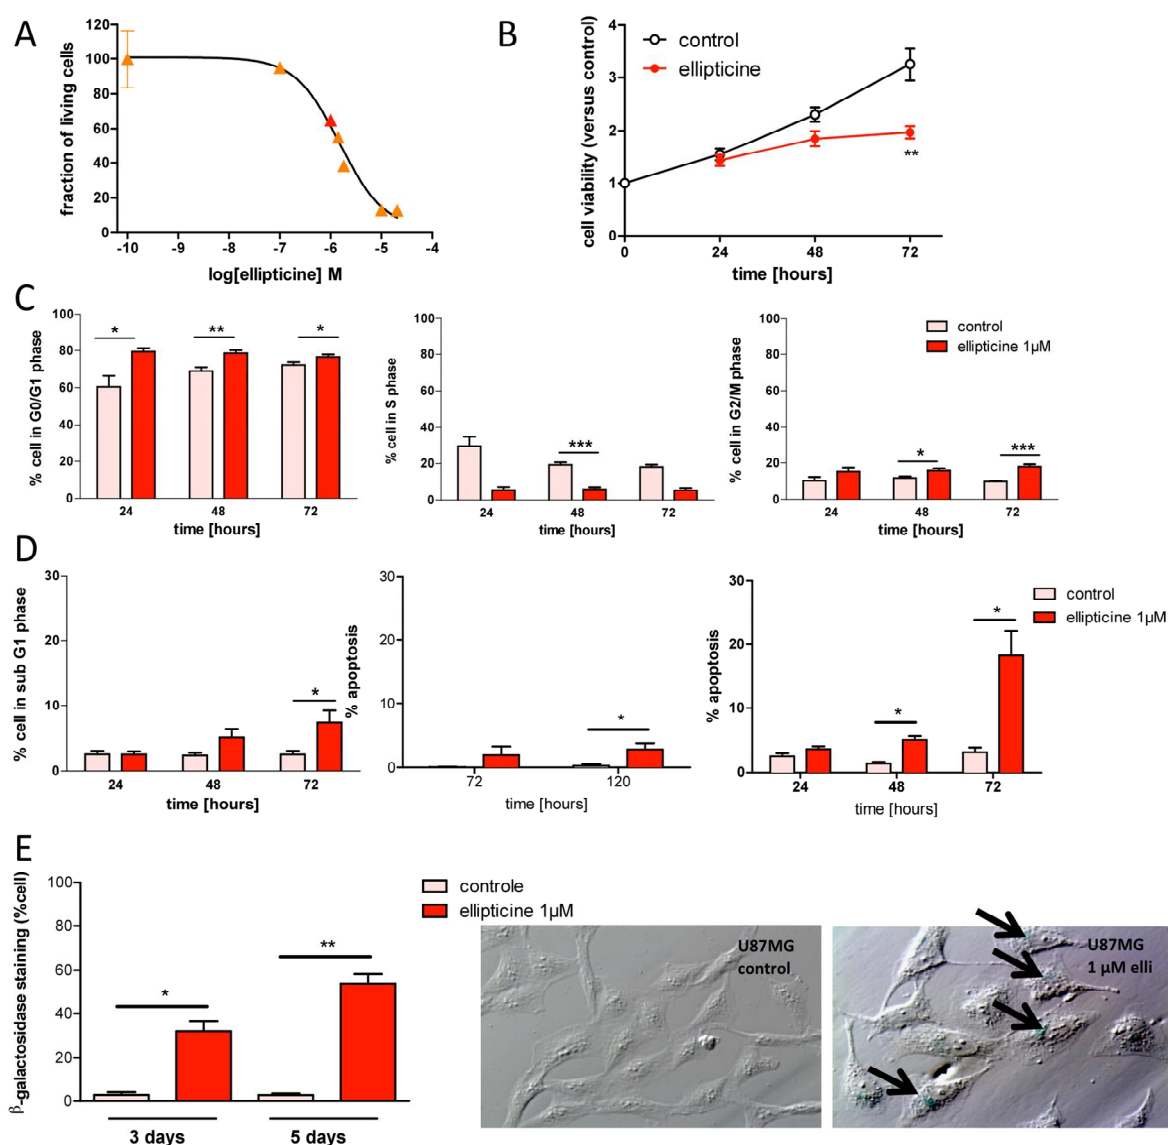 A
fraction of living cells
120
100
80
60
40
20
0
-10
-9
-8
-7
-6
-5
-4
log[ellipticine] M
B
cell viability (versus control)
4
3
2
1
0
control
ellipticine
**
0
24
48
72
time [hours]
C
% cell in G0/G1 phase
100
80
60
40
20
0
*
**
*
24
48
72
time [hours]
% cell in S phase
100
80
60
40
20
0
***
24
48
72
time [hours]
% cell in G2/M phase
100
80
60
40
20
0
control
ellipticine 1µM
*
***
24
48
72
time [hours]
D
% cell in sub G1 phase
30
20
10
0
*
24
48
72
time [hours]
% apoptosis
30
20
10
0
*
72
120
time [hours]
% apoptosis
30
20
10
0
*
*
control
ellipticine 1µM
24
48
72
time [hours]
E
β-galactosidase staining (%cell)
100
80
60
40
20
0
*
**
3 days
5 days
controle
ellipticine 1µM
U87MG
control
U87MG
1 µM elli